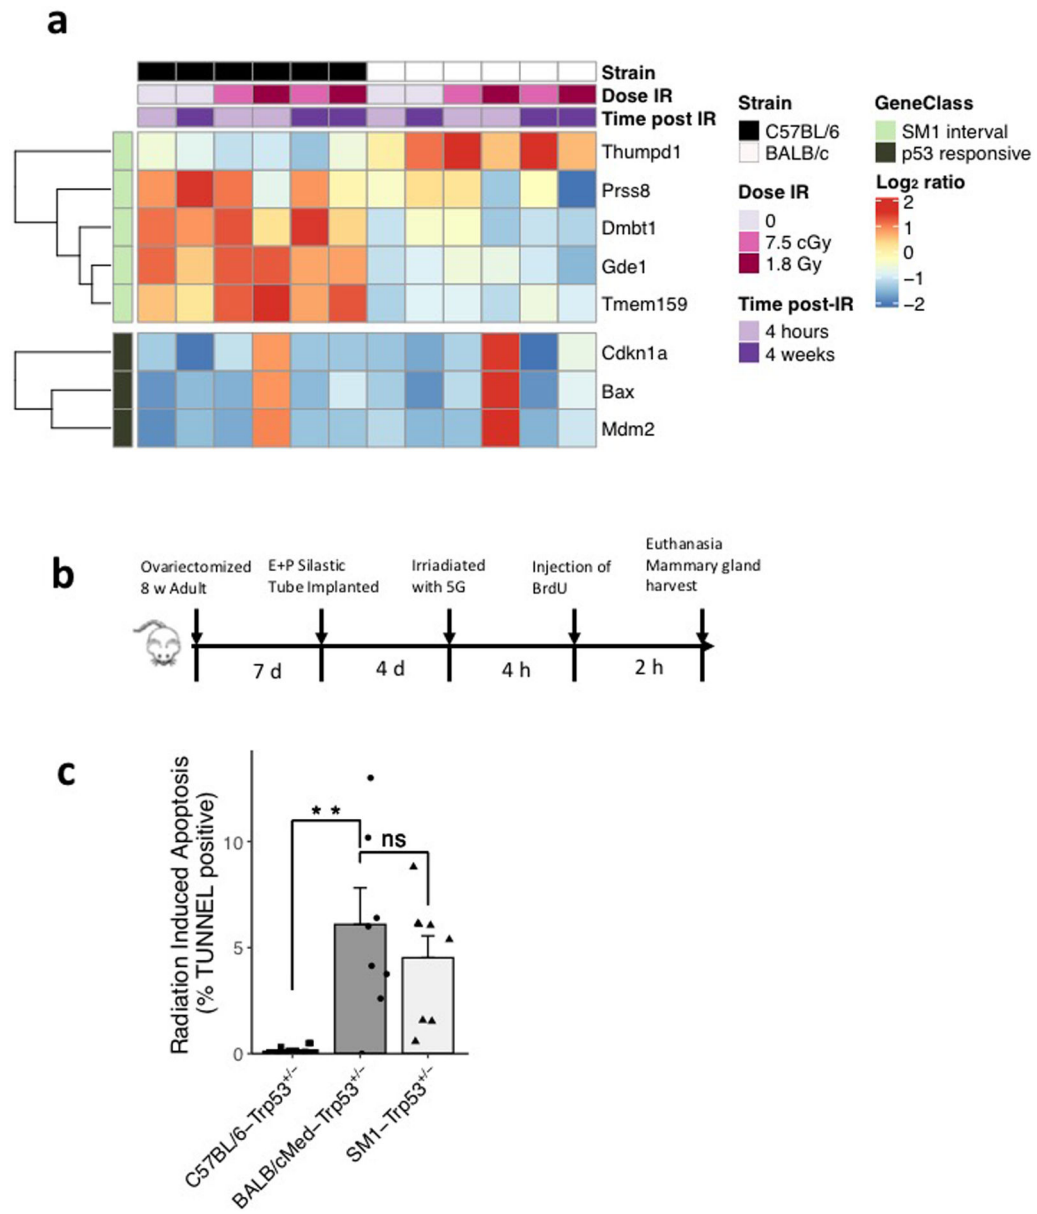 a
Strain
Dose IR
Time post IR
Thumpd1
Prss8
Dmbt1
Gde1
Tmem159
Cdkn1a
Bax
Mdm2
Strain
C57BL/6
BALB/c
Dose IR
0
7.5 cGy
1.8 Gy
Time post-IR
4 hours
4 weeks
GeneClass
SM1 interval
p53 responsive
Log2 ratio
2
1
0
−1
−2
b
Ovariectomized
8 w Adult
E+P Silastic
Tube Implanted
Irriadiated
with 5G
Injection of
BrdU
Euthanasia
Mammary gland
harvest
7 d
4 d
4 h
2 h
c
Radiation Induced Apoptosis
(% TUNNEL positive)
10
5
0
* *
ns
C57BL/6−Trp53+/−
BALB/cMed−Trp53+/−
SM1−Trp53+/−